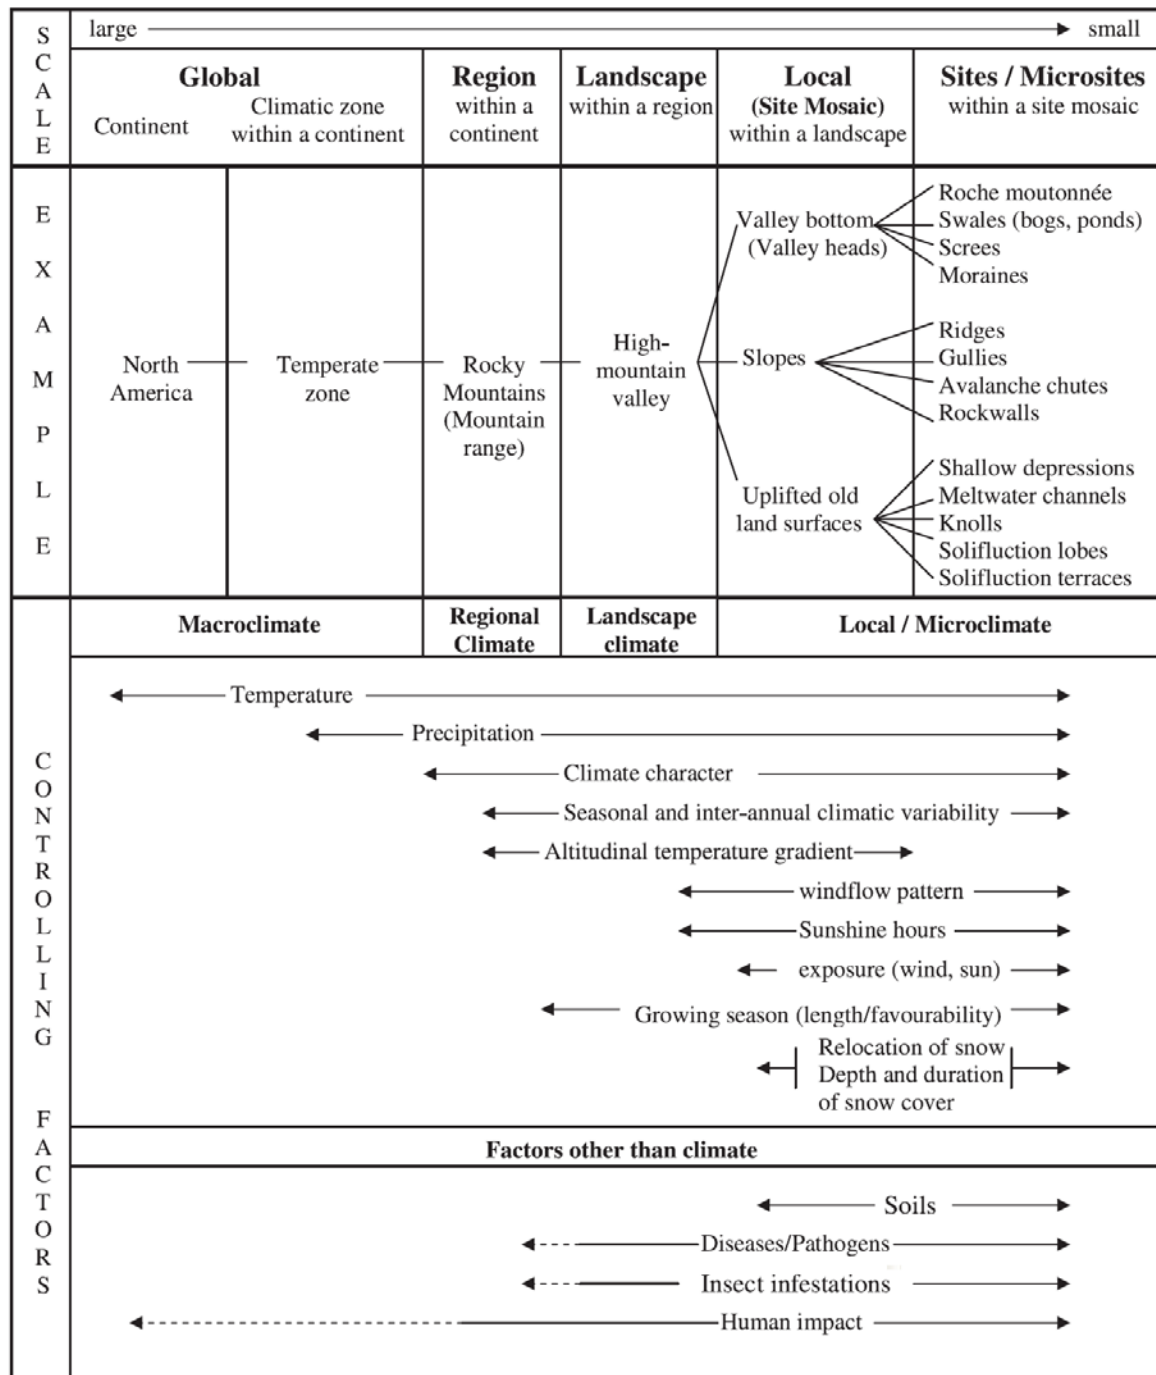 SCALE
large
small
Global
Continent
Climatic zone
within a continent
Region
within a
continent
Landscape
within a region
Local
(Site Mosaic)
within a landscape
Sites / Microsites
within a site mosaic
EXAMPLE
North
America
Temperate
zone
Rocky
Mountains
(Mountain
range)
High-
mountain
valley
Valley bottom
(Valley heads)
Roche moutonnée
Swales (bogs, ponds)
Screes
Moraines
Slopes
Ridges
Gullies
Avalanche chutes
Rockwalls
Uplifted old
land surfaces
Shallow depressions
Meltwater channels
Knolls
Solifluction lobes
Solifluction terraces
CONTROLLING FACTORS
Macroclimate
Regional
Climate
Landscape
climate
Local / Microclimate
Temperature
Precipitation
Climate character
Seasonal and inter-annual climatic variability
Altitudinal temperature gradient
windflow pattern
Sunshine hours
exposure (wind, sun)
Growing season (length/favourability)
Relocation of snow
Depth and duration
of snow cover
Factors other than climate
Soils
Diseases/Pathogens
Insect infestations
Human impact